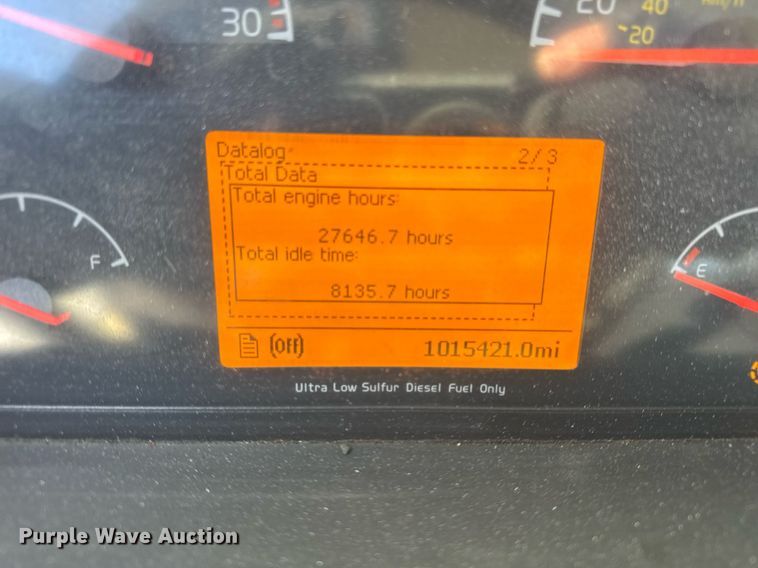 30
20 40 km/h
20
Datalog 2/3
Total Data
Total engine hours:
27646.7 hours
Total idle time:
8135.7 hours
F
E
(Off) 1015421.0mi
Ultra Low Sulfur Diesel Fuel Only
Purple Wave Auction